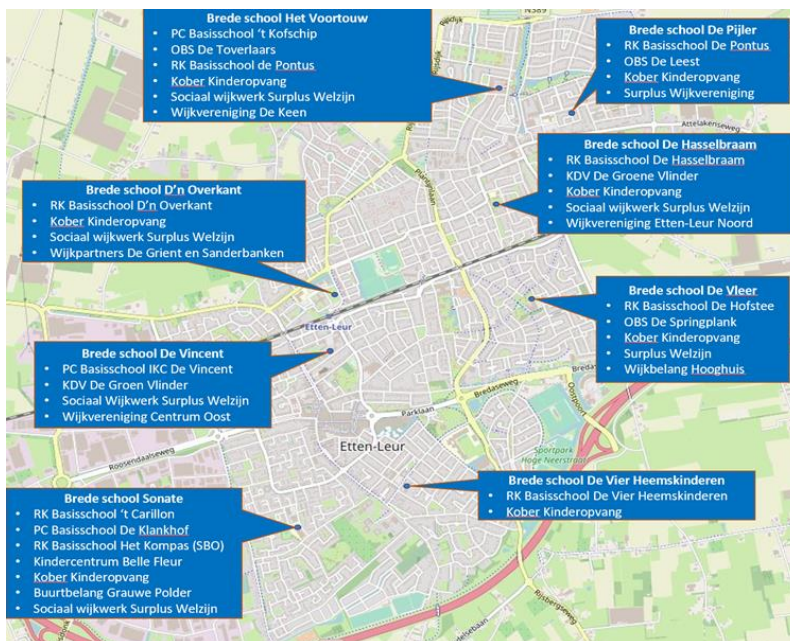 Brede school Het Voortouw
• PC Basisschool ‘t Kofschip
• OBS De Toverlaars
• RK Basisschool de Pontus
• Kober Kinderopvang
• Sociaal wijkwerk Surplus Welzijn
• Wijkvereniging De Keen
Brede school De Pijler
• RK Basisschool De Pontus
• OBS De Leest
• Kober Kinderopvang
• Surplus Wijkvereniging
Brede school De Hasselbraam
• RK Basisschool De Hasselbraam
• KDV De Groene Vlinder
• Kober Kinderopvang
• Sociaal wijkwerk Surplus Welzijn
• Wijkvereniging Etten-Leur Noord
Brede school D’n Overkant
• RK Basisschool D’n Overkant
• Kober Kinderopvang
• Sociaal wijkwerk Surplus Welzijn
• Wijkpartners De Grient en Sanderbanken
Brede school De Vleer
• RK Basisschool De Hofstee
• OBS De Springplank
• Kober Kinderopvang
• Surplus Welzijn
• Wijkbelang Hooghuis
Brede school De Vincent
• PC Basisschool IKC De Vincent
• KDV De Groen Vlinder
• Sociaal Wijkwerk Surplus Welzijn
• Wijkvereniging Centrum Oost
Brede school De Vier Heemskinderen
• RK Basisschool De Vier Heemskinderen
• Kober Kinderopvang
Brede school Sonate
• RK Basisschool ‘t Carillon
• PC Basisschool De Klankhof
• RK Basisschool Het Kompas (SBO)
• Kindercentrum Belle Fleur
• Kober Kinderopvang
• Buurtbelang Grauwe Polder
• Sociaal wijkwerk Surplus Welzijn
N389
Attelakenseweg
Plantijnlaan
Etten-Leur
Bredaseweg
Parklaan
Oostpoort
Etten-Leur
Sportpark
Hoge Neerstraat
Roosendaalseweg
Rijsbergseweg